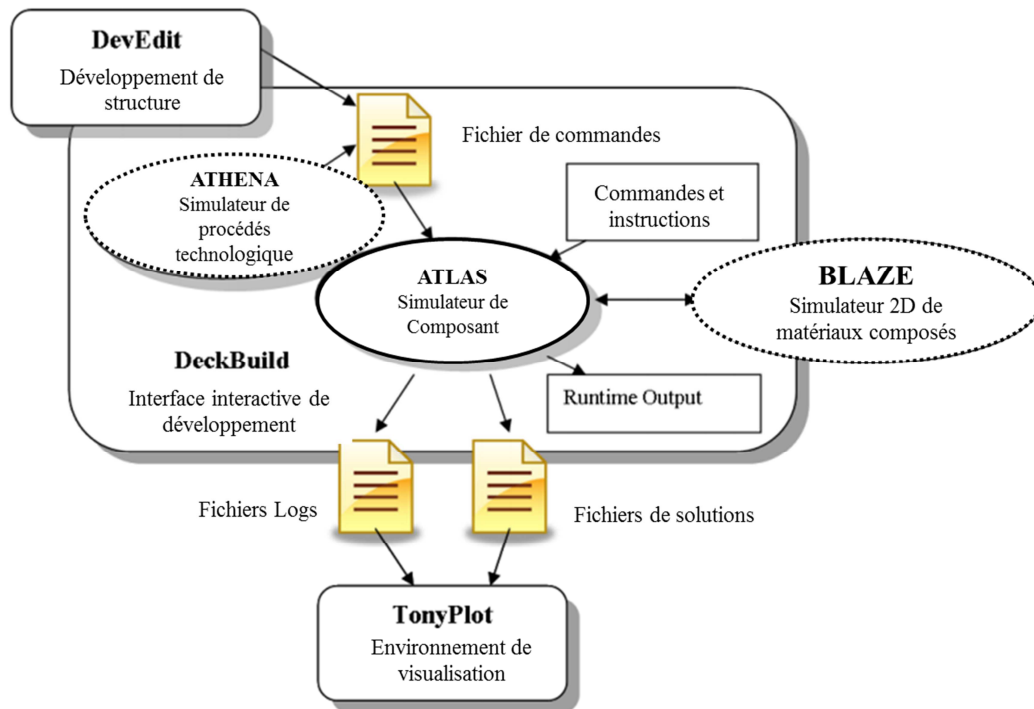 DevEdit
Développement de
structure
Fichier de commandes
ATHENA
Simulateur de
procédés
technologique
Commandes et
instructions
ATLAS
Simulateur de
Composant
BLAZE
Simulateur 2D de
matériaux composés
DeckBuild
Interface interactive de
développement
Runtime Output
Fichiers Logs
Fichiers de solutions
TonyPlot
Environnement de
visualisation